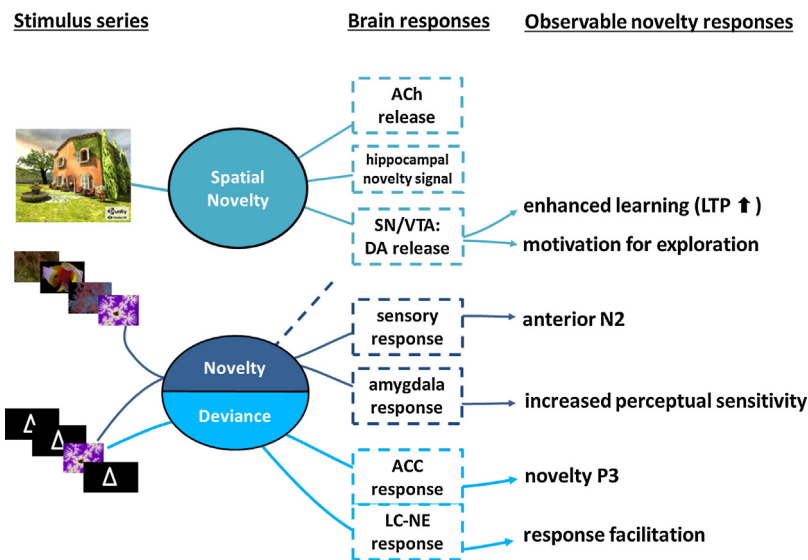 Stimulus series
Brain responses
Observable novelty responses
ACh
release
hippocampal
novelty signal
Spatial
Novelty
SN/VTA:
DA release
enhanced learning (LTP ⬆)
motivation for exploration
unity
sensory
response
anterior N2
Novelty
Deviance
amygdala
response
increased perceptual sensitivity
ACC
response
novelty P3
LC-NE
response
response facilitation